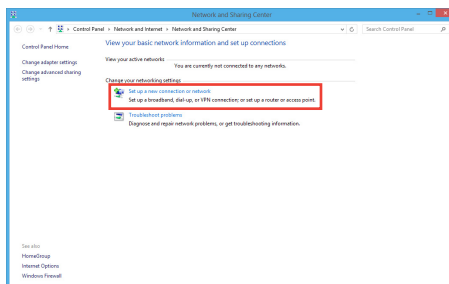 Network and Sharing Center
Control Panel » Network and Internet » Network and Sharing Center
Search Control Panel
Control Panel Home
Change adapter settings
Change advanced sharing
settings
View your basic network information and set up connections
View your active networks
You are currently not connected to any networks.
Change your networking settings
Set up a new connection or network
Set up a broadband, dial-up, or VPN connection; or set up a router or access point.
Troubleshoot problems
Diagnose and repair network problems, or get troubleshooting information.
See also
HomeGroup
Internet Options
Windows Firewall